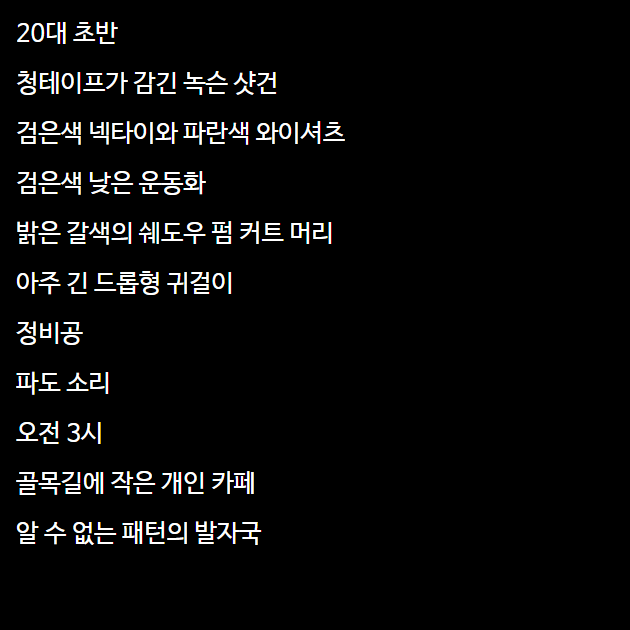 20대 초반
청테이프가 감긴 녹슨 샷건
검은색 넥타이와 파란색 와이셔츠
검은색 낮은 운동화
밝은 갈색의 쉐도우 펌 커트 머리
아주 긴 드롭형 귀걸이
정비공
파도 소리
오전 3시
골목길에 작은 개인 카페
알 수 없는 패턴의 발자국